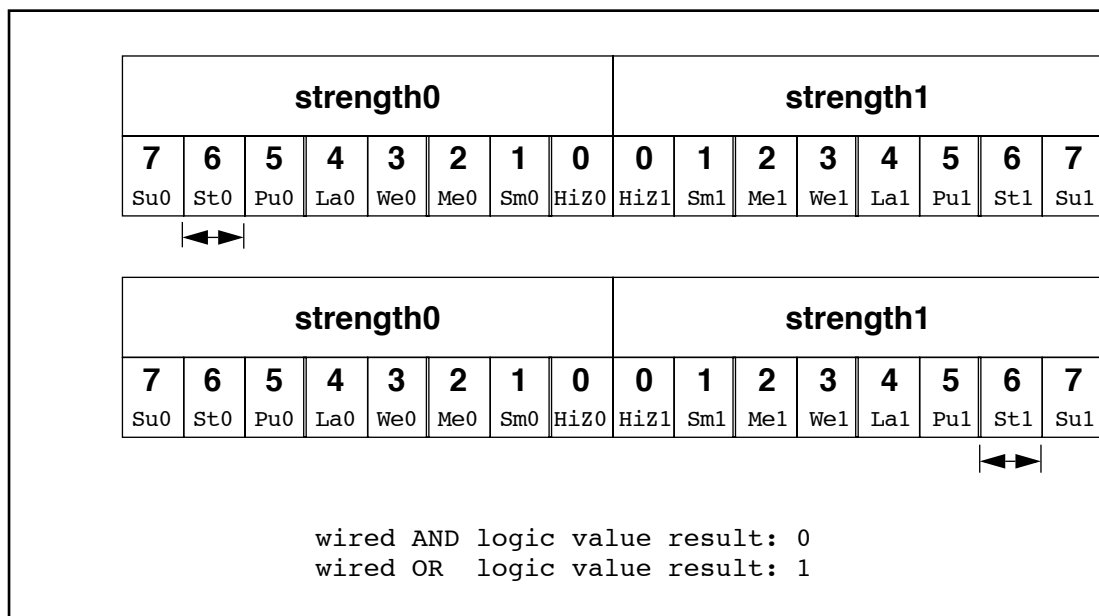 strength0 strength1
7 6 5 4 3 2 1 0 0 1 2 3 4 5 6 7
Su0 St0 Pu0 La0 We0 Me0 Sm0 HiZ0 HiZ1 Sm1 Me1 We1 La1 Pu1 St1 Su1
strength0 strength1
7 6 5 4 3 2 1 0 0 1 2 3 4 5 6 7
Su0 St0 Pu0 La0 We0 Me0 Sm0 HiZ0 HiZ1 Sm1 Me1 We1 La1 Pu1 St1 Su1
wired AND logic value result: 0
wired OR logic value result: 1